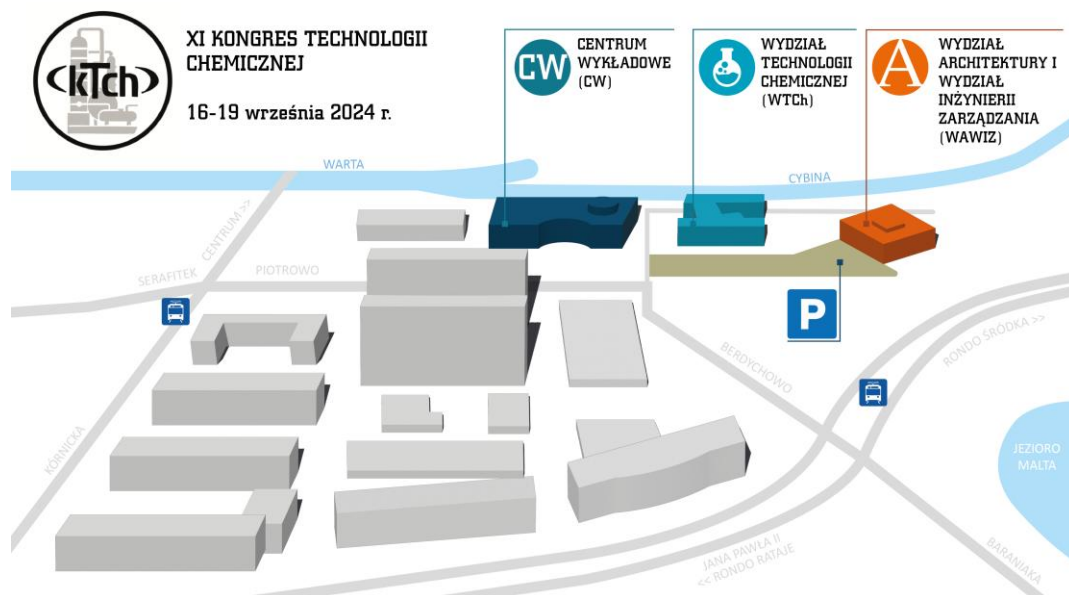 kTch
XI KONGRES TECHNOLOGII
CHEMICZNEJ
16-19 września 2024 r.
CW
CENTRUM
WYKŁADOWE
(CW)
WYDZIAŁ
TECHNOLOGII
CHEMICZNEJ
(WTCh)
A
WYDZIAŁ
ARCHITEKTURY I
WYDZIAŁ
INŻYNIERII
ZARZĄDZANIA
(WAWIZ)
WARTA
CYBINA
CENTRUM >>
SERAFITEK
PIOTROWO
P
RONDO ŚRÓDKA >>
BERDYCHOWO
KÓRNICKA
JEZIORO
MALTA
JANA PAWŁA II
<< RONDO RATAJE
BARANIAKA